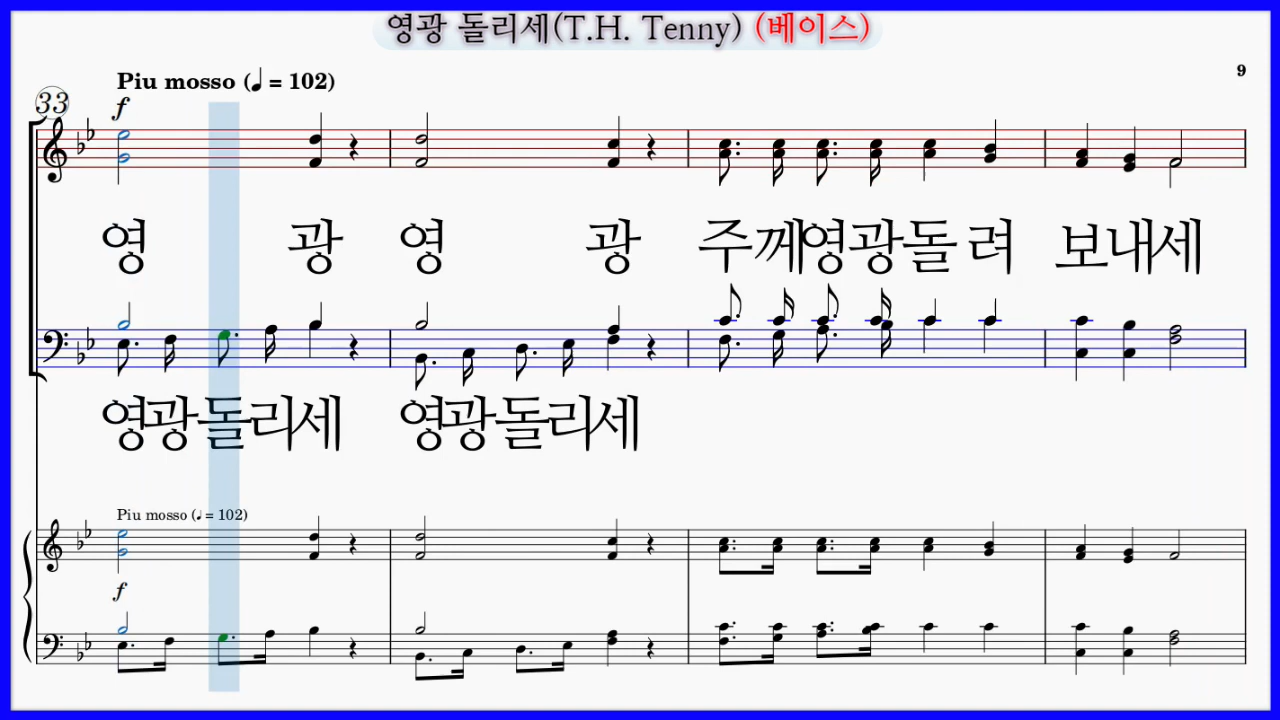 영광 돌리세(T.H. Tenny) (베이스)
Piu mosso (♩ = 102)
9
33
f
영 광 영 광 주께영광돌 려 보내세
영광돌리세 영광돌리세
Piu mosso (♩ = 102)
f